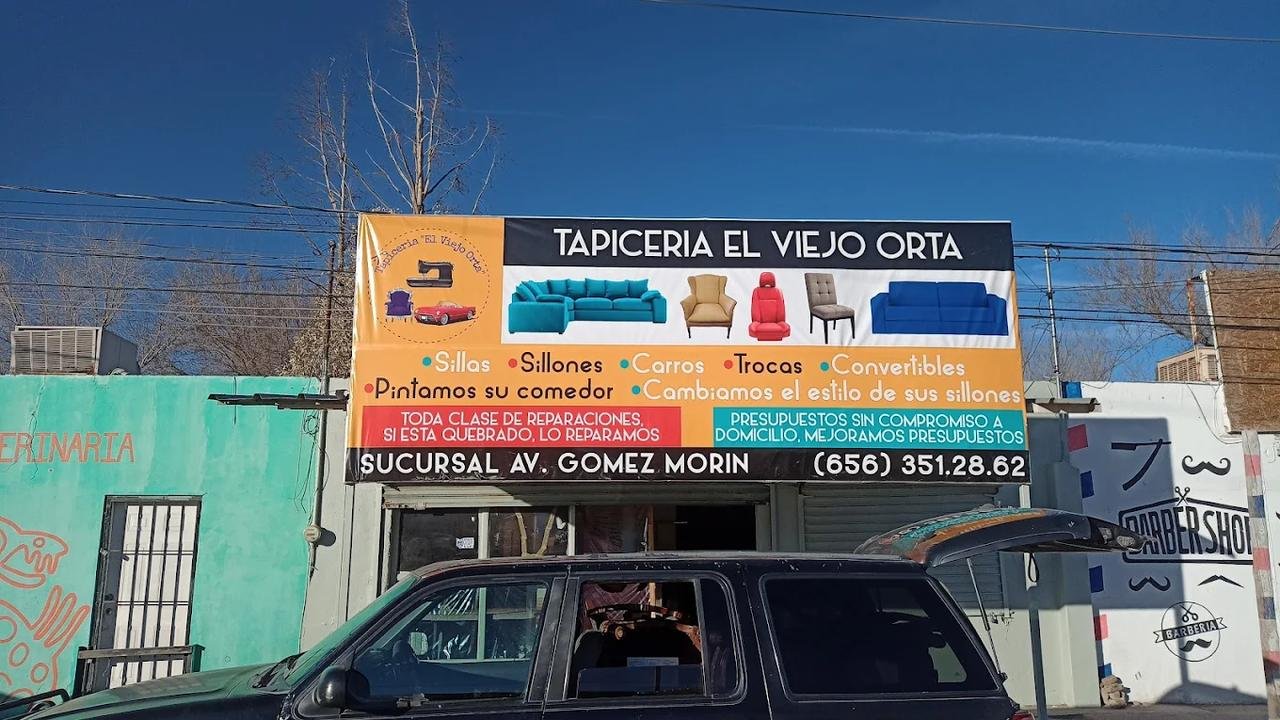 Tapiceria "El Viejo Orta"
TAPICERIA EL VIEJO ORTA
•Sillas •Sillones •Carros •Trocas •Convertibles
•Pintamos su comedor •Cambiamos el estilo de sus sillones
TODA CLASE DE REPARACIONES,
SI ESTA QUEBRADO, LO REPARAMOS
PRESUPUESTOS SIN COMPROMISO A
DOMICILIO, MEJORAMOS PRESUPUESTOS
SUCURSAL AV. GOMEZ MORIN (656) 351.28.62
ERINARIA
BARBERSHO
BARBERIA